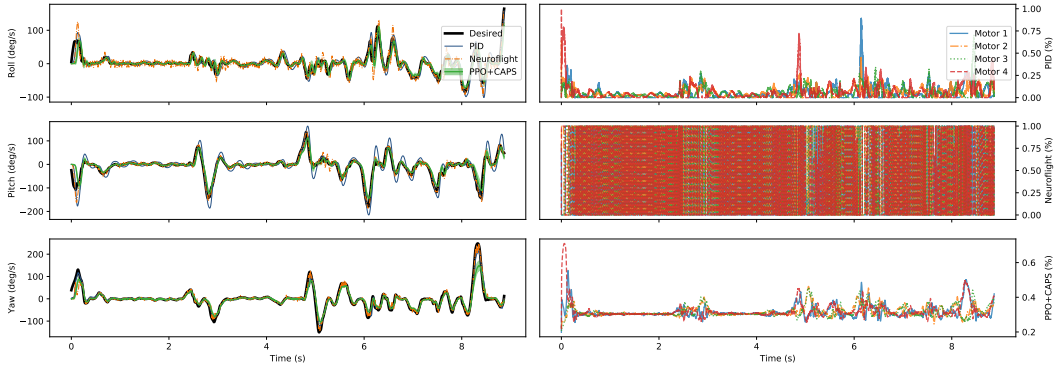 100
0
−100
Roll (deg/s)
Desired
PID
Neuroflight
PPO+CAPS
1.00
0.75
0.50
0.25
0.00
PID (%)
Motor 1
Motor 2
Motor 3
Motor 4
100
0
−100
−200
Pitch (deg/s)
1.00
0.75
0.50
0.25
0.00
Neuroflight (%)
200
100
0
−100
Yaw (deg/s)
0 2 4 6 8
Time (s)
0.6
0.4
0.2
PPO+CAPS (%)
0 2 4 6 8
Time (s)